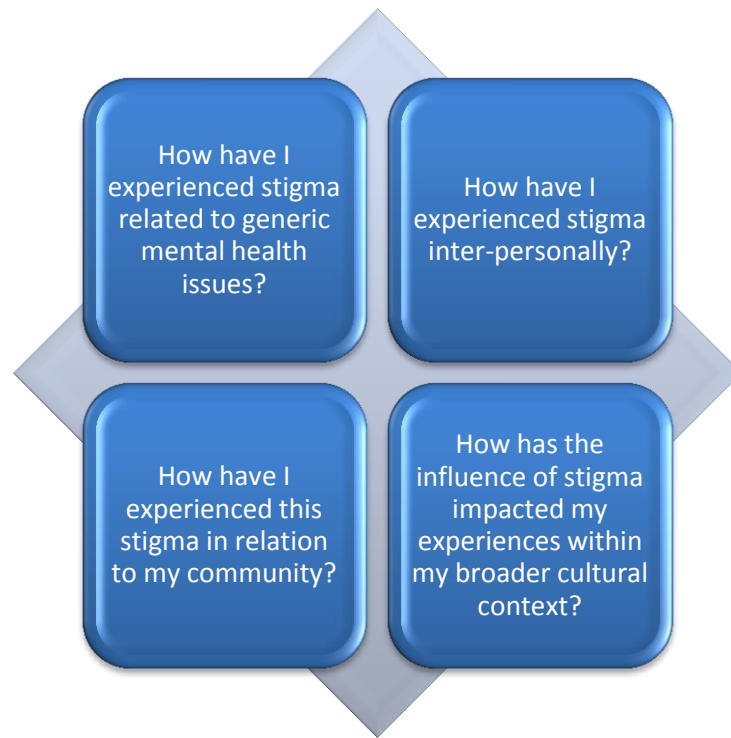 How have I
experienced stigma
related to generic
mental health
issues?
How have I
experienced stigma
inter-personally?
How have I
experienced this
stigma in relation
to my community?
How has the
influence of stigma
impacted my
experiences within
my broader cultural
context?